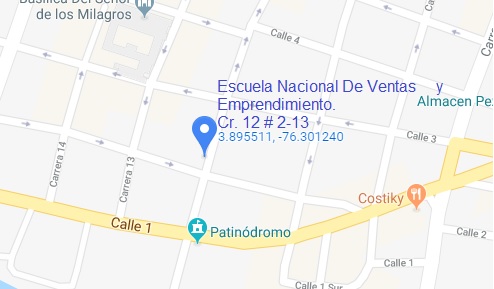 Basílica Del Señor
de los Milagros
Calle 4
Carrera
Escuela Nacional De Ventas y
Emprendimiento.
Cr. 12 # 2-13
3.895511, -76.301240
Almacen Pez
Calle 3
Carrera 14
Carrera 13
Costiky
Calle 1
Patinódromo
Calle 2
Calle 1
Calle 1 Sur